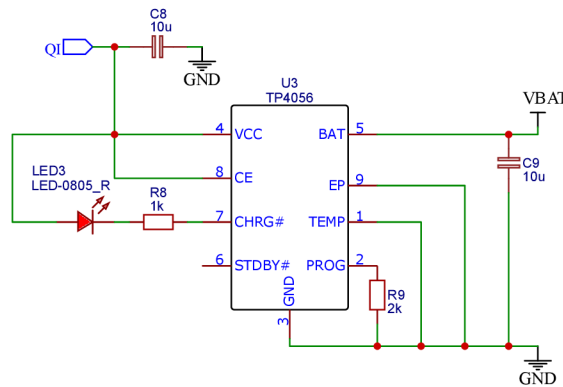 C8
10u
QI
GND
U3
TP4056
VBAT
4
VCC
BAT
5
LED3
LED-0805_R
R8
1k
8
CE
EP
9
C9
10u
7
CHRG#
TEMP
1
6
STDBY#
PROG
2
GND
3
R9
2k
GND